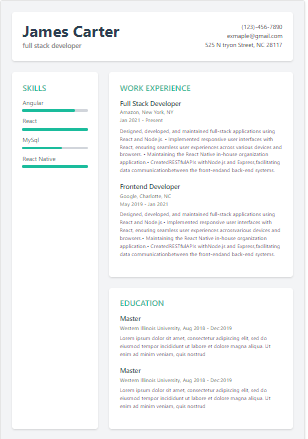 James Carter
full stack developer
(123)-456-7890
exmaple@gmail.com
525 N tryon Street, NC 28117
SKILLS
Angular
React
MySql
React Native
WORK EXPERIENCE
Full Stack Developer
Amazon, New York, NY
Jan 2021 - Present
Designed, developed, and maintained full-stack applications using
React and Node.js • Implemented responsive user interfaces with
React, ensuring seamless user experiences across various devices and
browsers • Maintaining the React Native in-house organization
application • CreatedRESTfulAPIs withNode.js and Express, facilitating
data communicationbetween the front-endand back-end systems.
Frontend Developer
Google, Charlotte, NC
May 2019 - Jan 2021
Designed, developed, and maintained full-stack applications using
React and Node.js • Implemented responsive user interfaces with
React, ensuring seamless user experiences acrossvarious devices and
browsers • Maintaining the React Native in-house organization
application. • CreatedRESTfulAPIs withNode.js and Express, facilitating
data communicationbetween the front-endand back-end systems.
EDUCATION
Master
Western Illinois University, Aug 2018 - Dec 2019
Lorem ipsum dolor sit amet, consectetur adipiscing elit, sed do
eiusmod tempor incididunt ut labore et dolore magna aliqua. Ut
enim ad minim veniam, quis nostrud
Master
Western Illinois University, Aug 2018 - Dec 2019
Lorem ipsum dolor sit amet, consectetur adipiscing elit, sed do
eiusmod tempor incididunt ut labore et dolore magna aliqua. Ut
enim ad minim veniam, quis nostrud